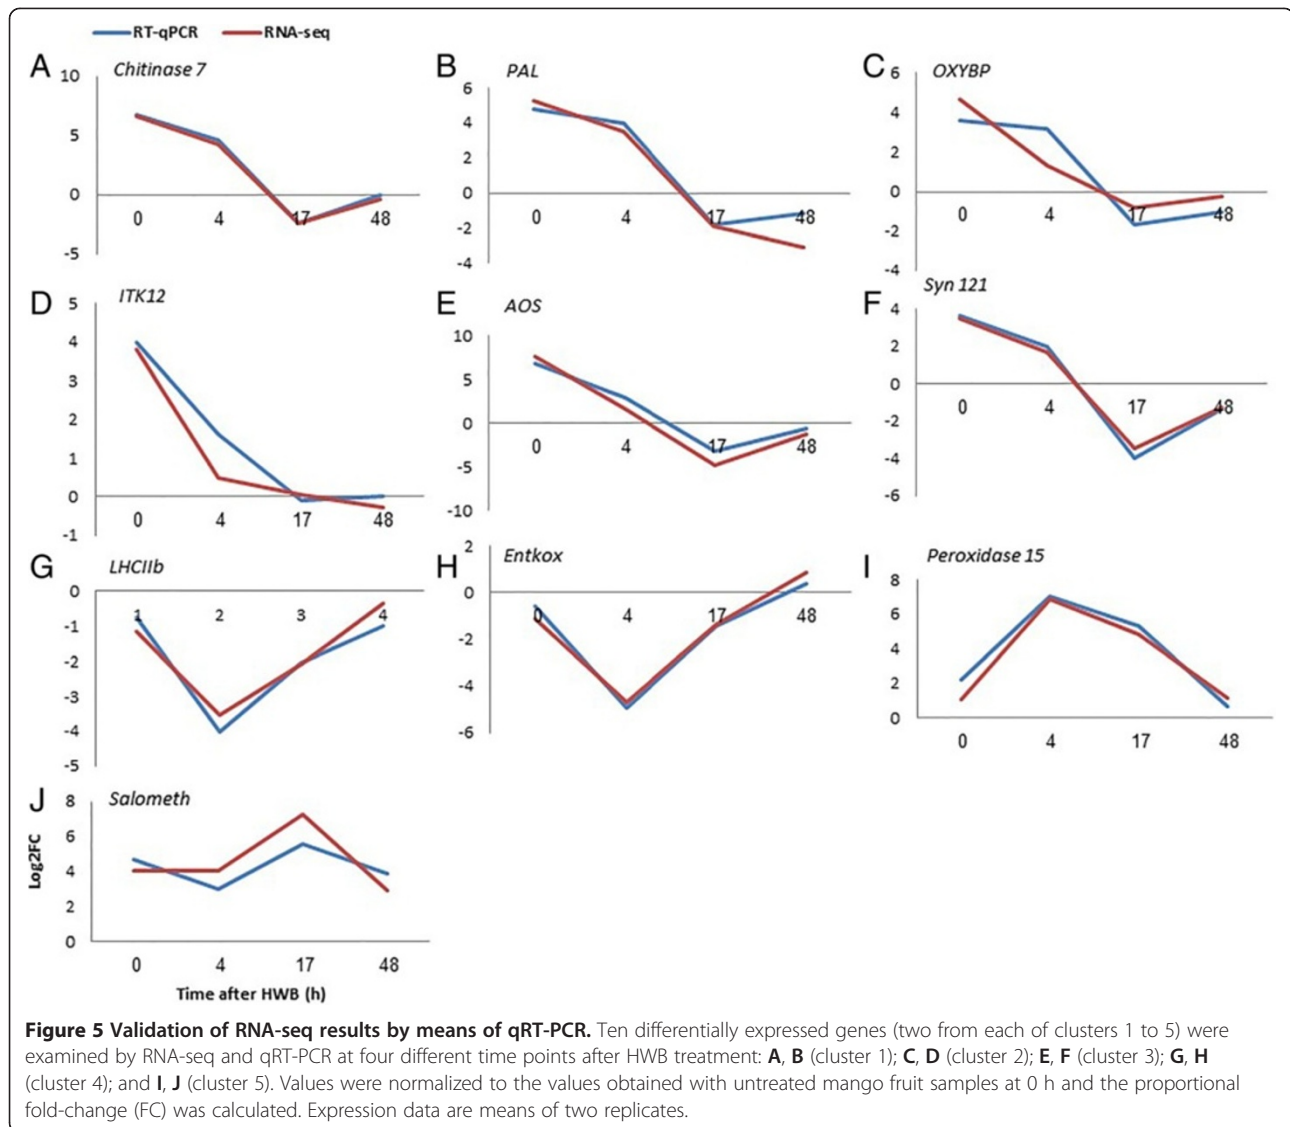 RT-qPCR RNA-seq
A Chitinase 7
10
5
0
-5
0 4 17 48
B PAL
6
4
2
0
-2
-4
0 4 17 48
C OXYBP
6
4
2
0
-2
-4
0 4 17 48
D ITK12
5
4
3
2
1
0
-1
0 4 17 48
E AOS
10
5
0
-5
-10
0 4 17 48
F Syn 121
4
2
0
-2
-4
-6
0 4 17 48
G LHCIIb
0
-1
-2
-3
-4
-5
1 2 3 4
H Entkox
2
0
-2
-4
-6
0 4 17 48
I Peroxidase 15
8
6
4
2
0
0 4 17 48
J Salometh
8
6
4
2
0
Log2FC
0 4 17 48
Time after HWB (h)
Figure 5 Validation of RNA-seq results by means of qRT-PCR. Ten differentially expressed genes (two from each of clusters 1 to 5) were
examined by RNA-seq and qRT-PCR at four different time points after HWB treatment: A, B (cluster 1); C, D (cluster 2); E, F (cluster 3); G, H
(cluster 4); and I, J (cluster 5). Values were normalized to the values obtained with untreated mango fruit samples at 0 h and the proportional
fold-change (FC) was calculated. Expression data are means of two replicates.